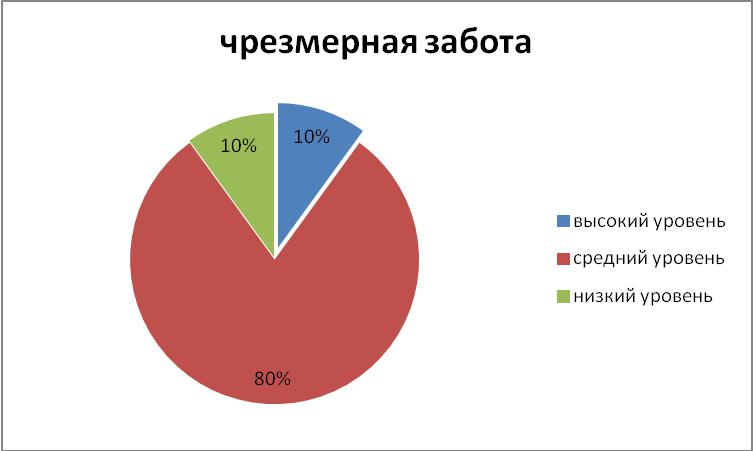 чрезмерная забота
10%
10%
80%
высокий уровень
средний уровень
низкий уровень